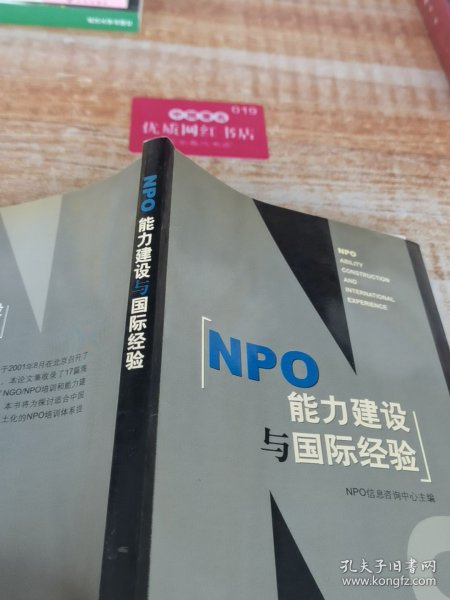 019
优质网红书店
NPO能力建设与国际经验
NPO
ABILITY
CONSTRUCTION
AND
INTERNATIONAL
EXPERIENCE
NPO
能力建设
与国际经验
NPO信息咨询中心主编
于2001年8月在北京召开了
，本论文集收录了17篇
NGO/NPO培训和能力建
本书将为探讨适合中国
土化的NPO培训体系提
孔夫子旧书网
www.kongfz.com